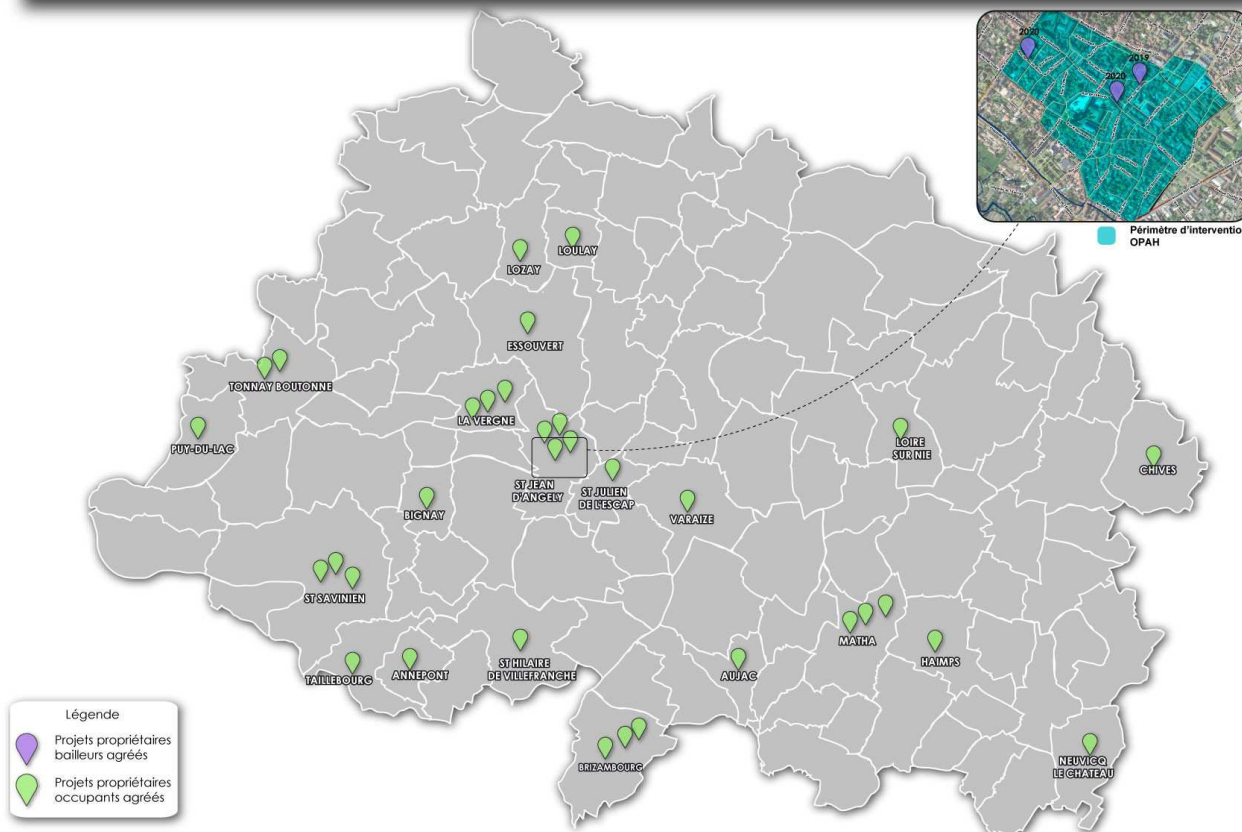 2020
2019
2020
Périmètre d'interventio
OPAH
LOULAY
LOZAY
ESSOUVERT
TONNAY BOUTONNE
LA VERGNE
PUY-DU-LAC
LOIRE
SUR NIE
CHIVES
ST JEAN
D'ANGELY
ST JULIEN
DE L'ESCAP
BIGNAY
VARAIZE
ST SAVINIEN
MATHA
HAIMPS
ST HILAIRE
DE VILLEFRANCHE
TAILLEBOURG
ANNEPONT
AUJAC
BRIZAMBOURG
NEUVICQ
LE CHATEAU
Légende
Projets propriétaires
bailleurs agréés
Projets propriétaires
occupants agréés